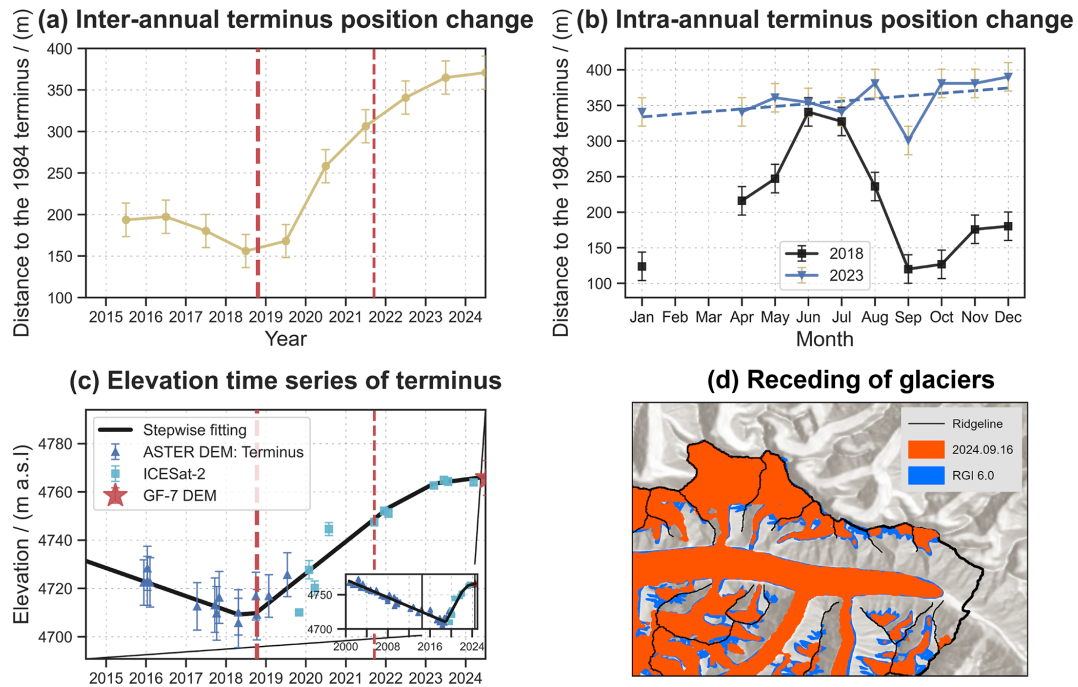 (a) Inter-annual terminus position change
Distance to the 1984 terminus / (m)
400
350
300
250
200
150
100
2015 2016 2017 2018 2019 2020 2021 2022 2023 2024
Year
(b) Intra-annual terminus position change
Distance to the 1984 terminus / (m)
400
350
300
250
200
150
100
2018
2023
Jan Feb Mar Apr May Jun Jul Aug Sep Oct Nov Dec
Month
(c) Elevation time series of terminus
Elevation / (m a.s.l)
4780
4760
4740
4720
4700
Stepwise fitting
ASTER DEM: Terminus
ICESat-2
GF-7 DEM
4750
4700
2000 2008 2016 2024
2015 2016 2017 2018 2019 2020 2021 2022 2023 2024
(d) Receding of glaciers
Ridgeline
2024.09.16
RGI 6.0